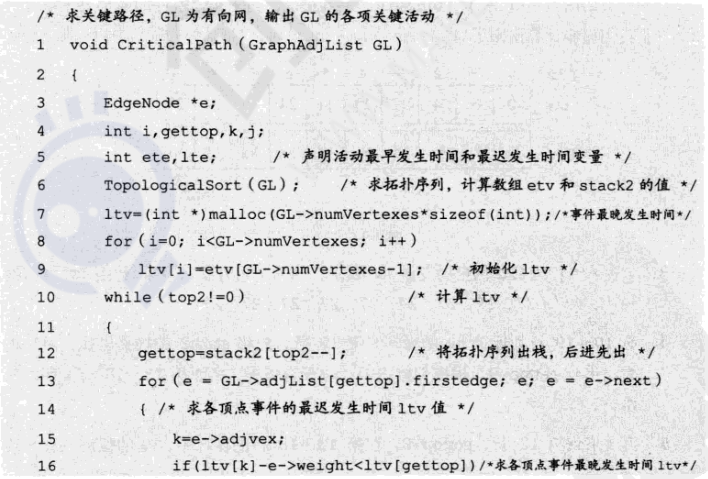 /* 求关键路径，GL 为有向网，输出 GL 的各项关键活动 */
1 void CriticalPath (GraphAdjList GL)
2 {
3 EdgeNode *e;
4 int i,gettop,k,j;
5 int ete,lte; /* 声明活动最早发生时间和最迟发生时间变量 */
6 TopologicalSort (GL); /* 求拓扑序列，计算数组 etv 和 stack2 的值 */
7 ltv=(int *)malloc(GL->numVertexes*sizeof(int));/*事件最晚发生时间*/
8 for(i=0; i<GL->numVertexes; i++)
9 ltv[i]=etv[GL->numVertexes-1]; /* 初始化 ltv */
10 while(top2!=0) /* 计算 ltv */
11 {
12 gettop=stack2[top2--]; /* 将拓扑序列出栈，后进先出 */
13 for(e = GL->adjList[gettop].firstedge; e; e = e->next)
14 { /* 求各顶点事件的最迟发生时间 ltv 值 */
15 k=e->adjvex;
16 if(ltv[k]-e->weight<ltv[gettop])/*求各顶点事件最晚发生时间 ltv*/